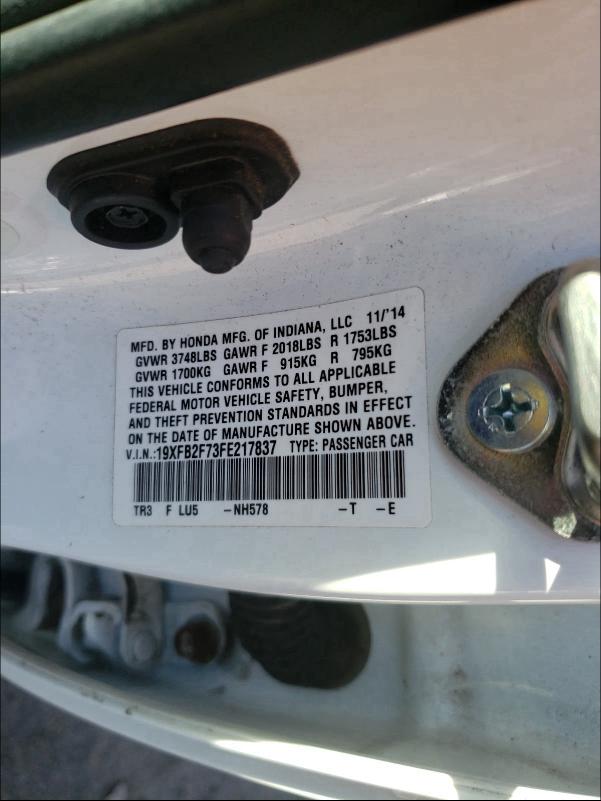 MFD. BY HONDA MFG. OF INDIANA, LLC 11/'14
GVWR 3748LBS GAWR F 2018LBS R 1753LBS
GVWR 1700KG GAWR F 915KG R 795KG
THIS VEHICLE CONFORMS TO ALL APPLICABLE
FEDERAL MOTOR VEHICLE SAFETY, BUMPER,
AND THEFT PREVENTION STANDARDS IN EFFECT
ON THE DATE OF MANUFACTURE SHOWN ABOVE.
V.I.N.:19XFB2F73FE217837 TYPE: PASSENGER CAR
TR3 F LU5 -NH578 -T -E